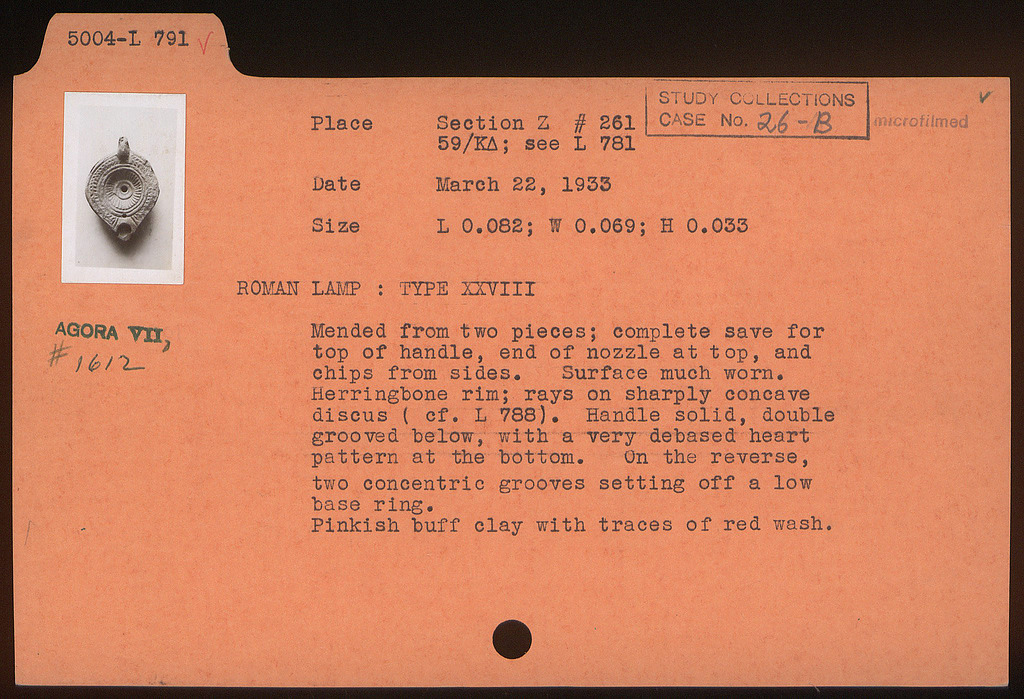 5004-L 791 √
STUDY COLLECTIONS
CASE No. 26-B
microfilmed
Place Section Z # 261
59/ΚΔ; see L 781
Date March 22, 1933
Size L 0.082; W 0.069; H 0.033
ROMAN LAMP : TYPE XXVIII
AGORA VII,
# 1612
Mended from two pieces; complete save for
top of handle, end of nozzle at top, and
chips from sides. Surface much worn.
Herringbone rim; rays on sharply concave
discus ( cf. L 788). Handle solid, double
grooved below, with a very debased heart
pattern at the bottom. On the reverse,
two concentric grooves setting off a low
base ring.
Pinkish buff clay with traces of red wash.